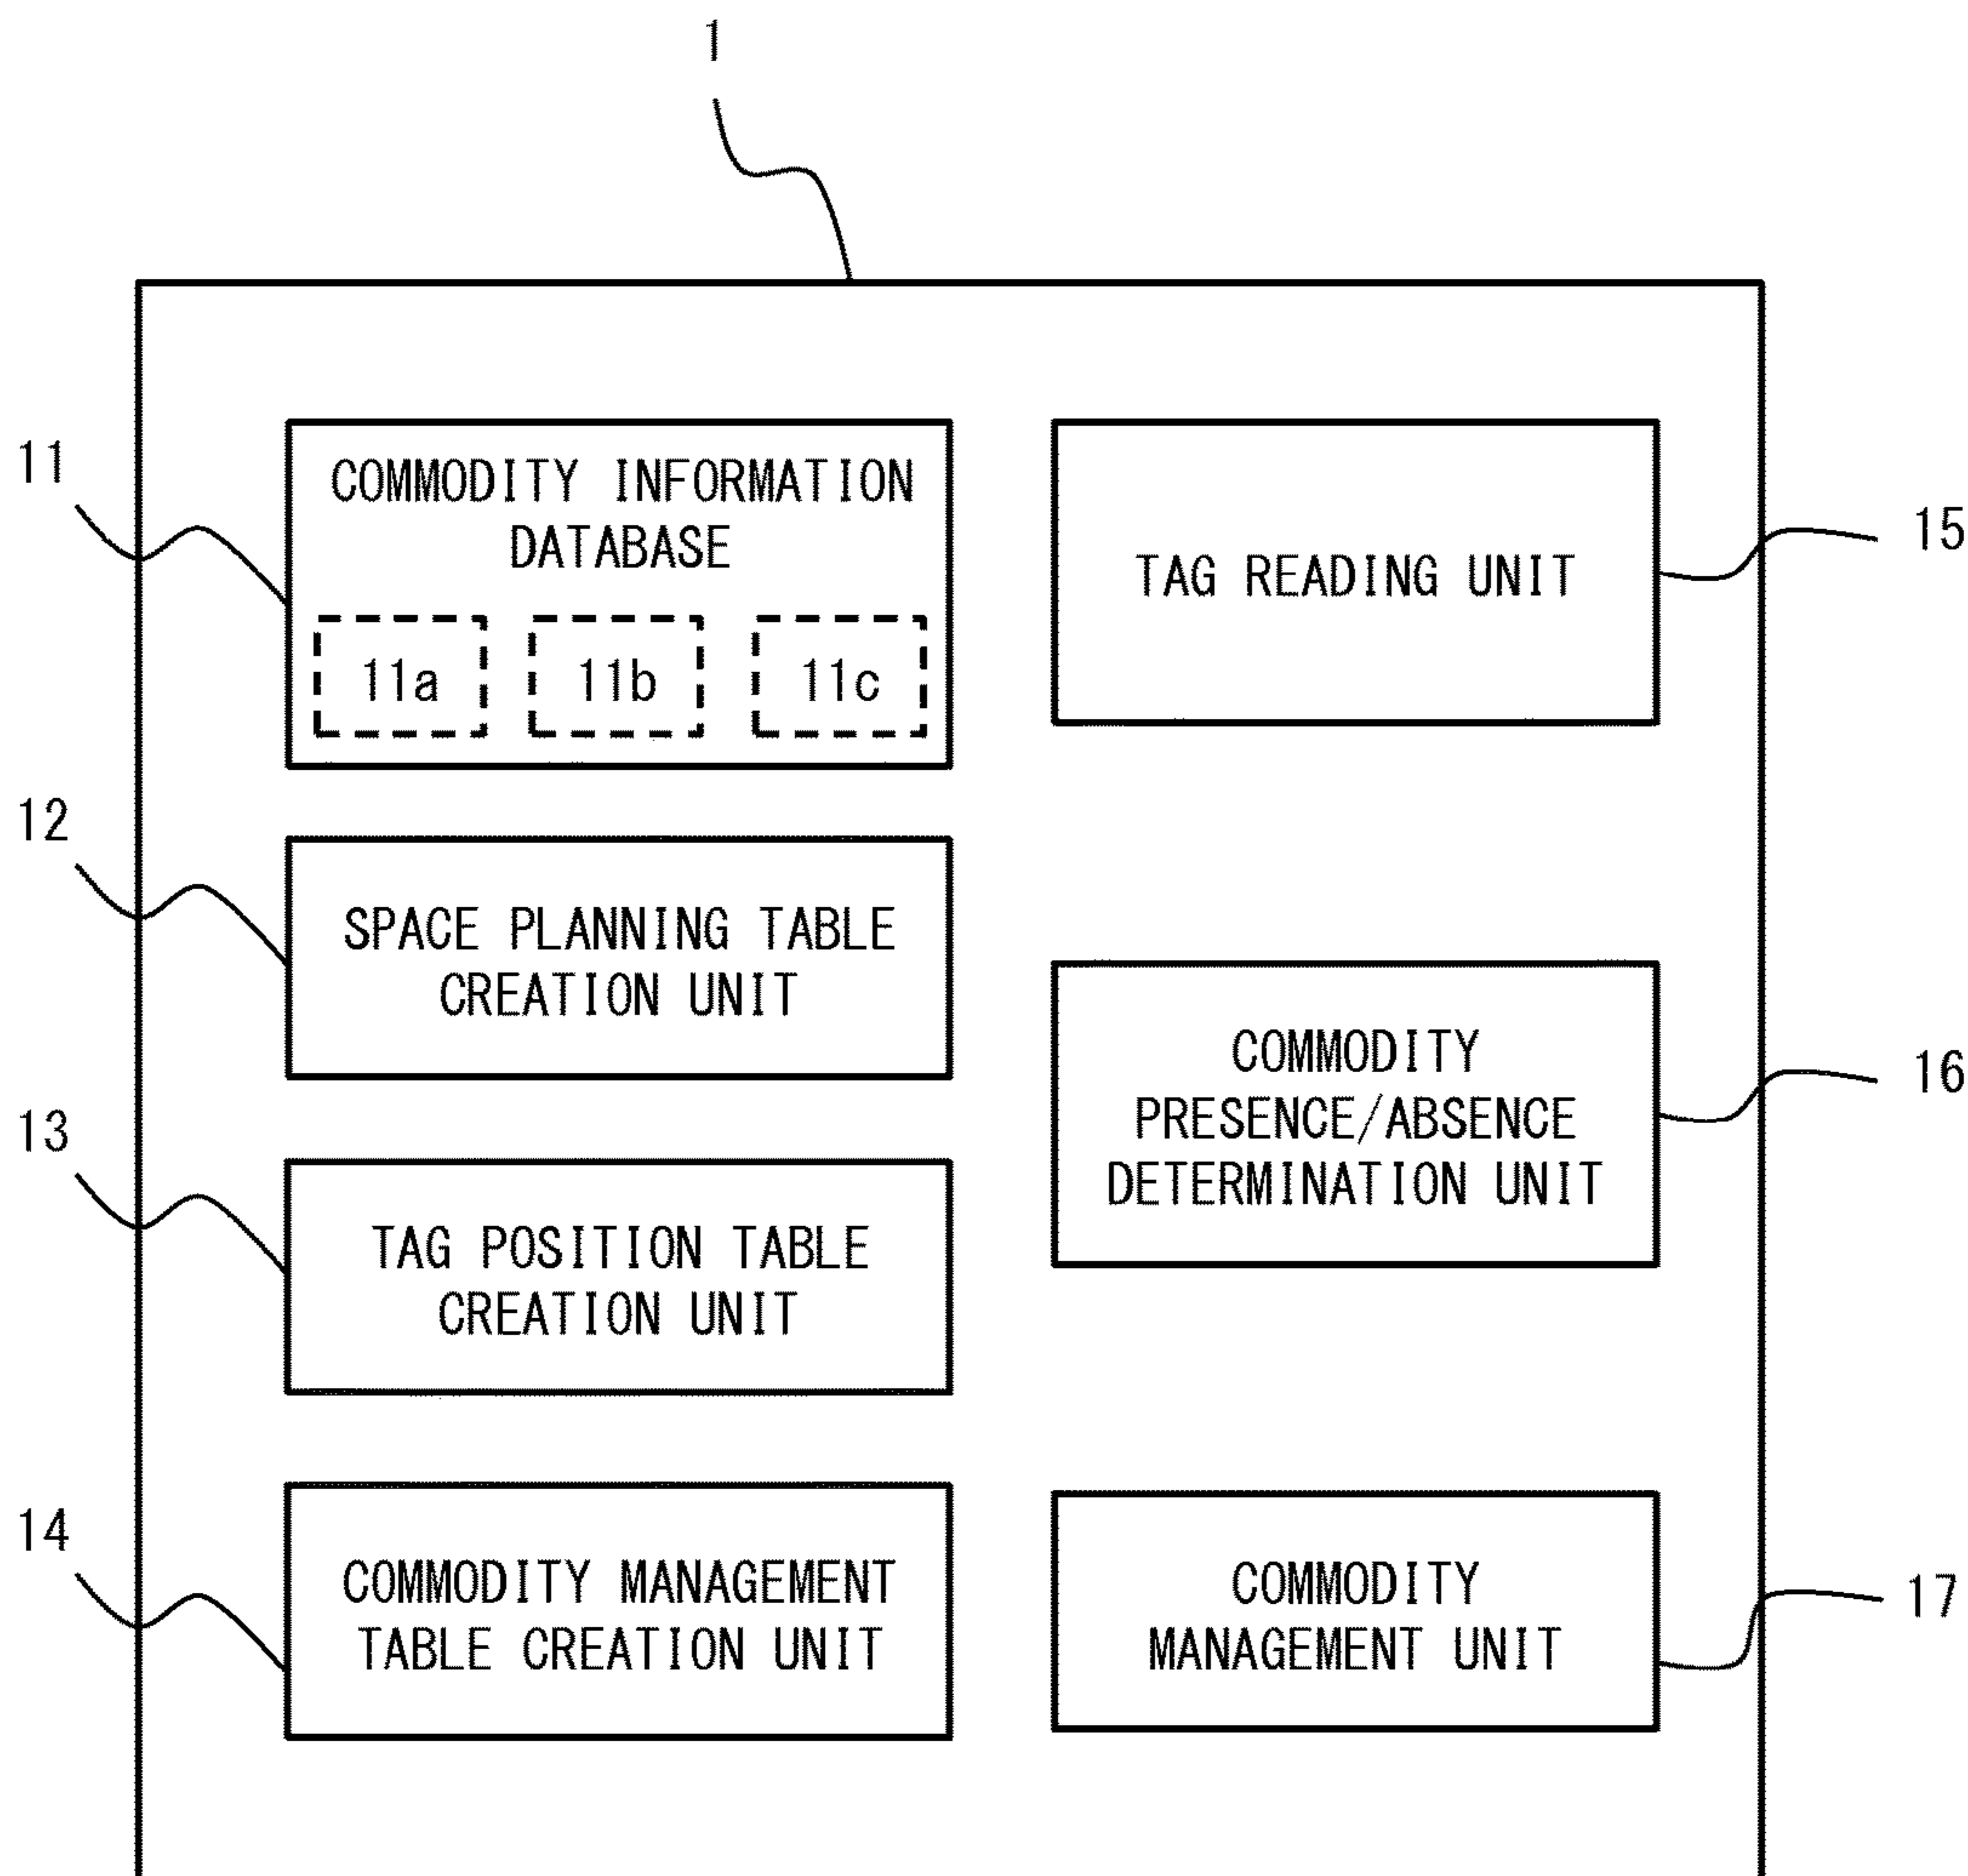 1
11
COMMODITY INFORMATION
DATABASE
11a 11b 11c
TAG READING UNIT
15
12
SPACE PLANNING TABLE
CREATION UNIT
COMMODITY
PRESENCE/ABSENCE
DETERMINATION UNIT
16
13
TAG POSITION TABLE
CREATION UNIT
14
COMMODITY MANAGEMENT
TABLE CREATION UNIT
COMMODITY
MANAGEMENT UNIT
17